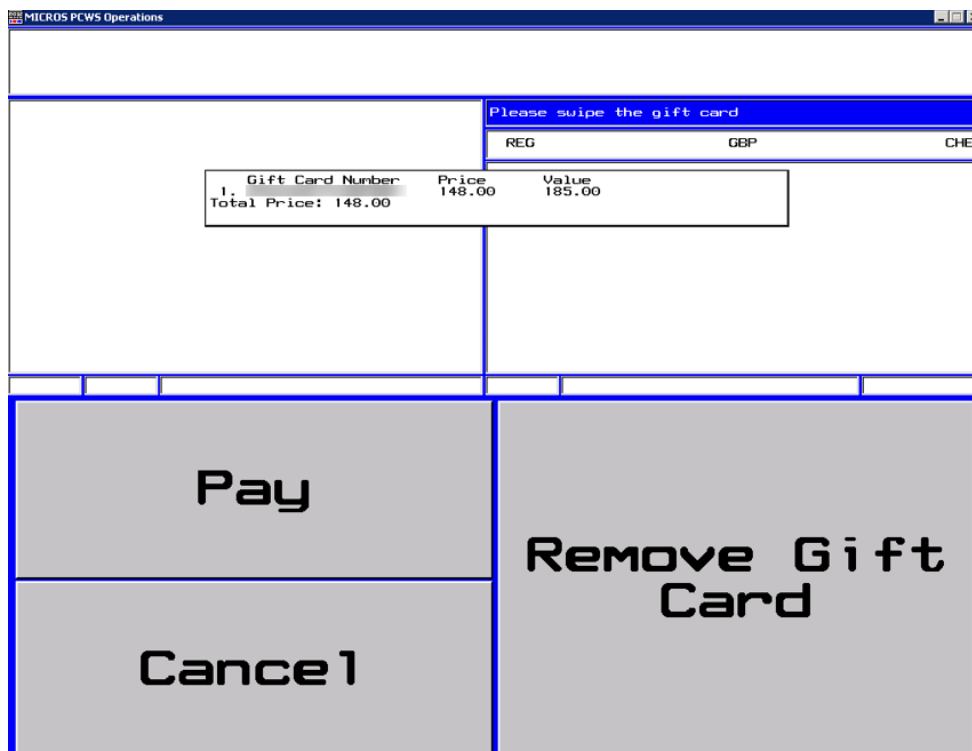 MICROS PCWS Operations
Please swipe the gift card
REG GBP CHE
Gift Card Number Price Value
1. 148.00 185.00
Total Price: 148.00
Pay
Remove Gift
Card
Cancel